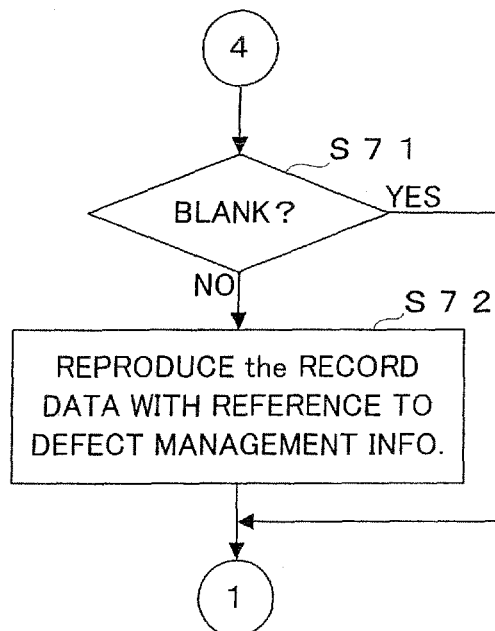 4
S 7 1
BLANK?
YES
NO
S 7 2
REPRODUCE the RECORD
DATA WITH REFERENCE TO
DEFECT MANAGEMENT INFO.
1